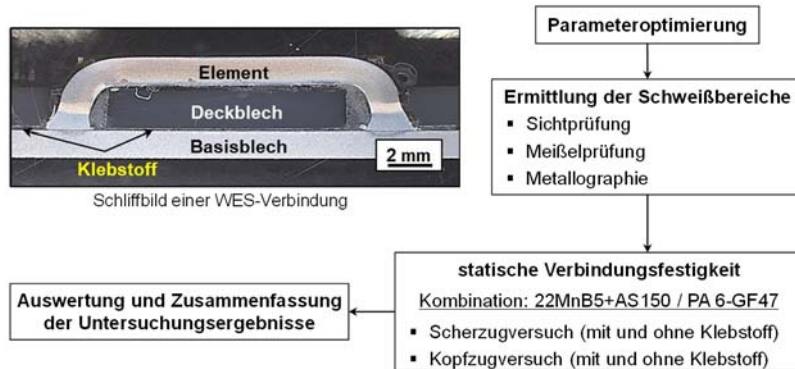 Element
Deckblech
Basisblech
Klebstoff
2 mm
Schliffbild einer WES-Verbindung
Parameteroptimierung
Ermittlung der Schweißbereiche
▪ Sichtprüfung
▪ Meißelprüfung
▪ Metallographie
statische Verbindungsfestigkeit
Kombination: 22MnB5+AS150 / PA 6-GF47
▪ Scherzugversuch (mit und ohne Klebstoff)
▪ Kopfzugversuch (mit und ohne Klebstoff)
Auswertung und Zusammenfassung
der Untersuchungsergebnisse